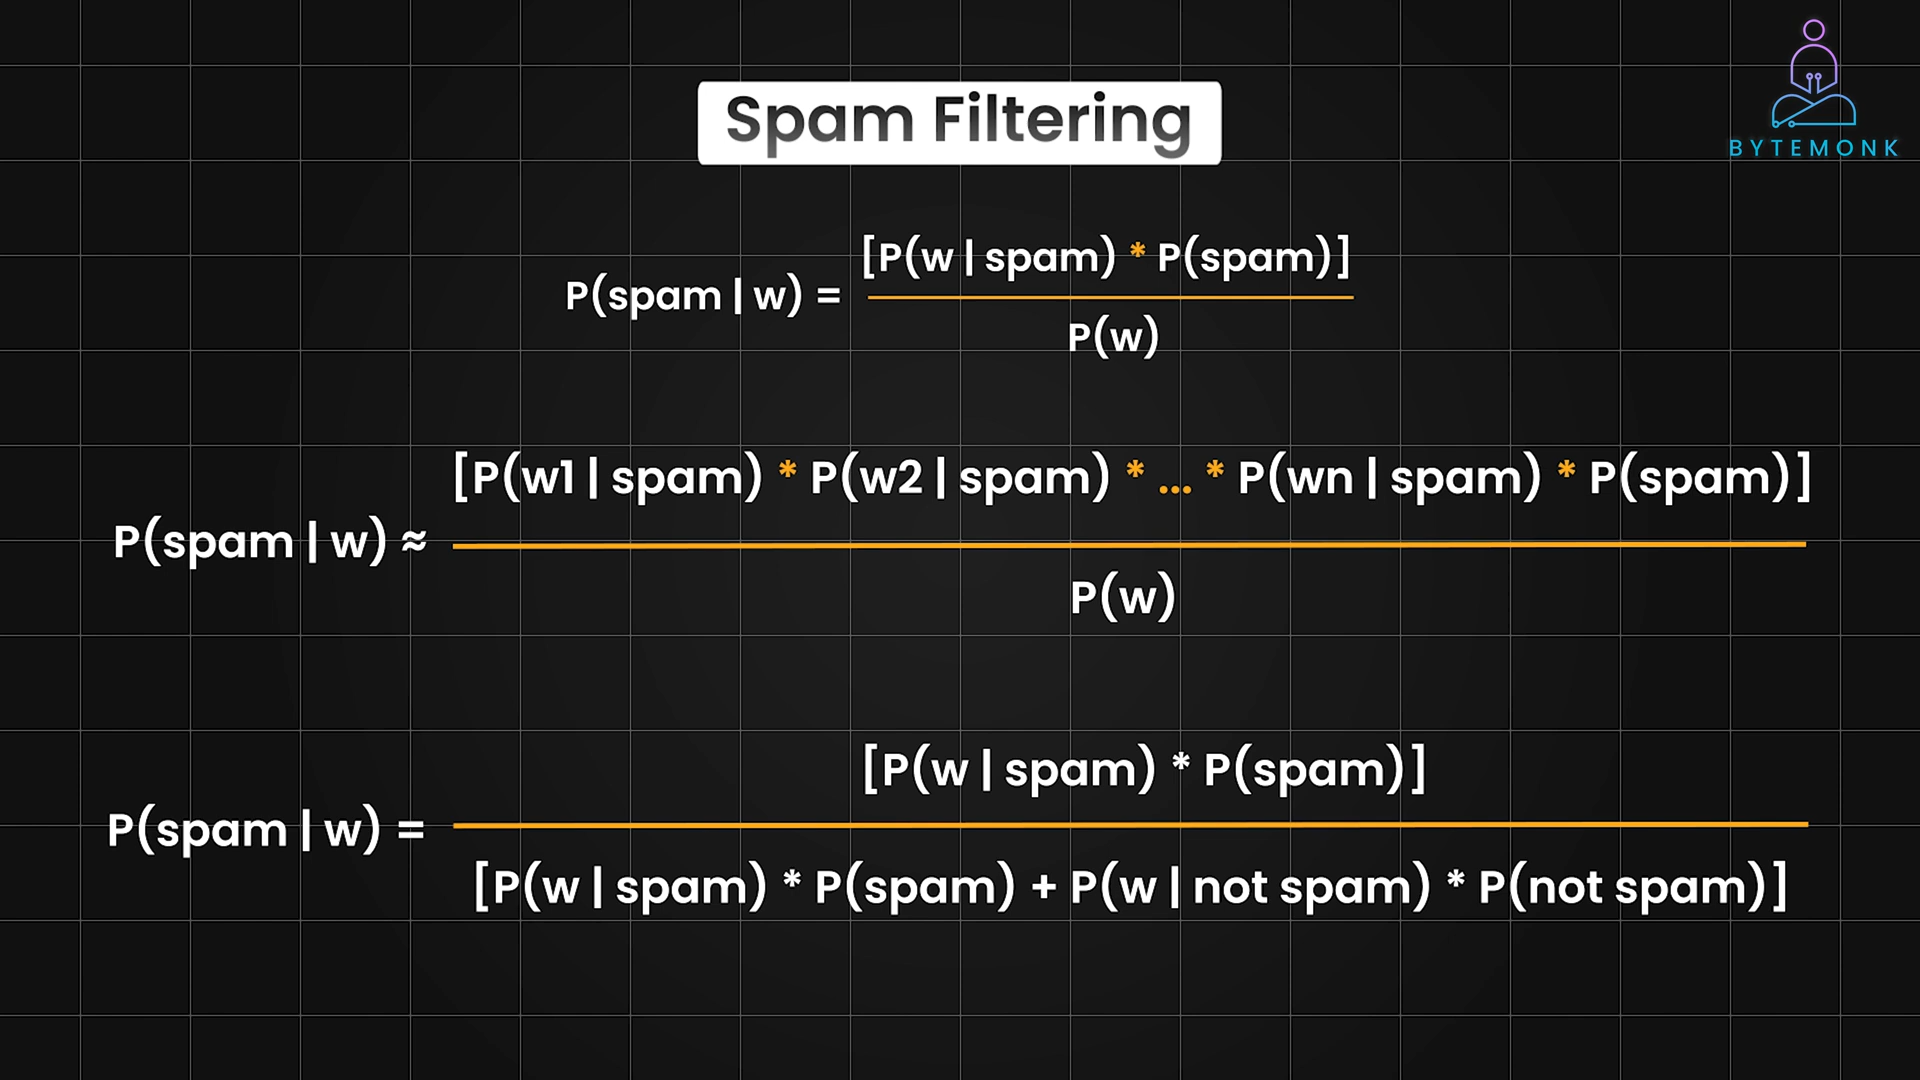 Spam Filtering
BYTEMONK
[P(w | spam) * P(spam)]
P(spam | w) =
P(w)
[P(w1 | spam) * P(w2 | spam) * ... * P(wn | spam) * P(spam)]
P(spam | w) ≈
P(w)
[P(w | spam) * P(spam)]
P(spam | w) =
[P(w | spam) * P(spam) + P(w | not spam) * P(not spam)]